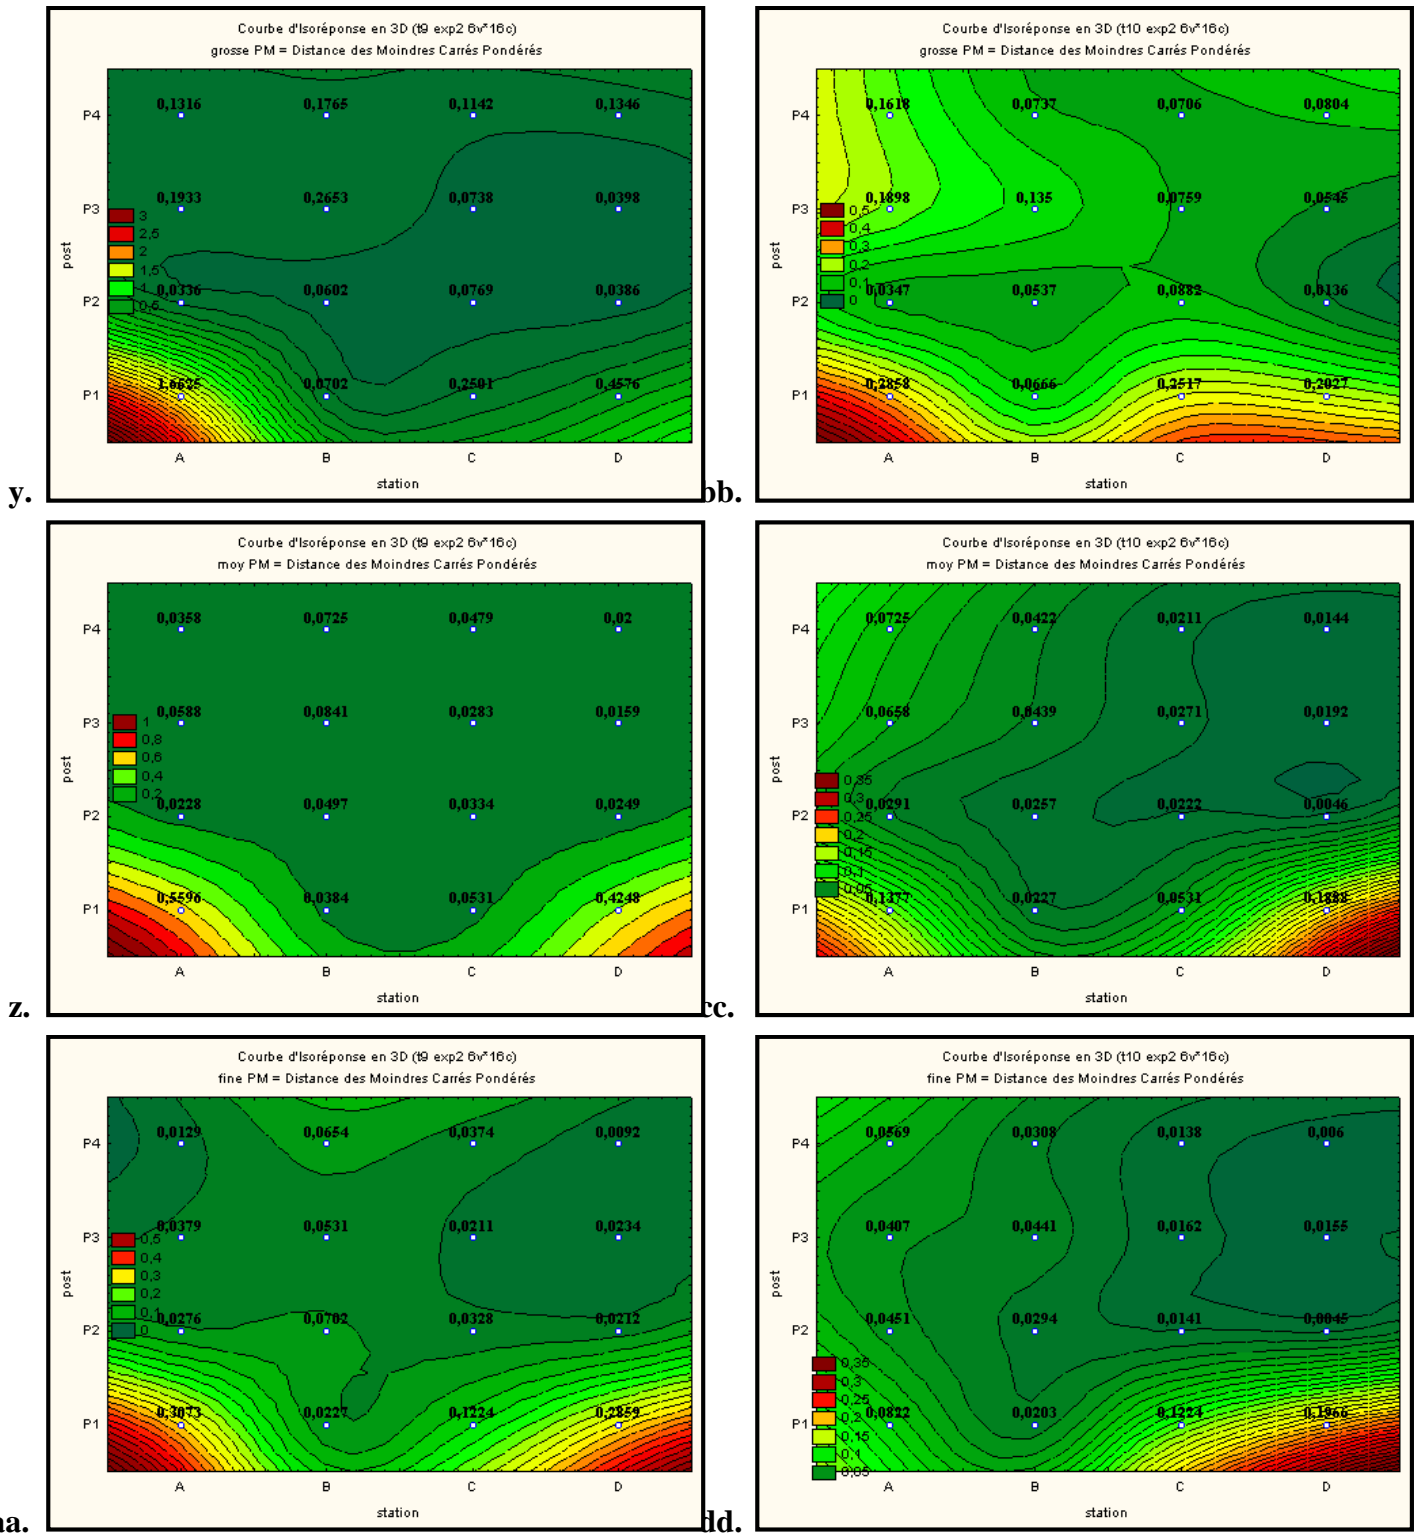 Courbe d'Isoréponse en 3D (t9 exp2 6v*16c)
grosse PM = Distance des Moindres Carrés Pondérés
P4 0,1316 0,1765 0,1142 0,1346
P3 0,1933 0,2653 0,0738 0,0398
P2 0,0336 0,0602 0,0769 0,0386
P1 1,6625 0,0702 0,2501 0,4576
3
2,5
2
1,5
1
0,5
post
A B C D
station
y.
Courbe d'Isoréponse en 3D (t10 exp2 6v*16c)
grosse PM = Distance des Moindres Carrés Pondérés
P4 0,1618 0,0737 0,0706 0,0804
P3 0,1898 0,135 0,0759 0,0545
P2 0,0347 0,0537 0,0882 0,0136
P1 0,2858 0,0666 0,2517 0,2027
0,5
0,4
0,3
0,2
0,1
0
post
A B C D
station
bb.
Courbe d'Isoréponse en 3D (t9 exp2 6v*16c)
moy PM = Distance des Moindres Carrés Pondérés
P4 0,0358 0,0725 0,0479 0,02
P3 0,0588 0,0841 0,0283 0,0159
P2 0,0228 0,0497 0,0334 0,0249
P1 0,5596 0,0384 0,0531 0,4248
1
0,8
0,6
0,4
0,2
post
A B C D
station
z.
Courbe d'Isoréponse en 3D (t10 exp2 6v*16c)
moy PM = Distance des Moindres Carrés Pondérés
P4 0,0725 0,0422 0,0211 0,0144
P3 0,0658 0,0439 0,0271 0,0192
P2 0,0291 0,0257 0,0222 0,0046
P1 0,1377 0,0227 0,0531 0,1888
0,35
0,3
0,25
0,2
0,15
0,1
0,05
post
A B C D
station
cc.
Courbe d'Isoréponse en 3D (t9 exp2 6v*16c)
fine PM = Distance des Moindres Carrés Pondérés
P4 0,0129 0,0654 0,0374 0,0092
P3 0,0379 0,0531 0,0211 0,0234
P2 0,0276 0,0702 0,0328 0,0212
P1 0,3073 0,0227 0,1224 0,2859
0,5
0,4
0,3
0,2
0,1
0
post
A B C D
station
aa.
Courbe d'Isoréponse en 3D (t10 exp2 6v*16c)
fine PM = Distance des Moindres Carrés Pondérés
P4 0,0569 0,0308 0,0138 0,006
P3 0,0407 0,0441 0,0162 0,0155
P2 0,0451 0,0294 0,0141 0,0045
P1 0,0822 0,0203 0,1224 0,1966
0,35
0,3
0,25
0,2
0,15
0,1
0,05
post
A B C D
station
dd.